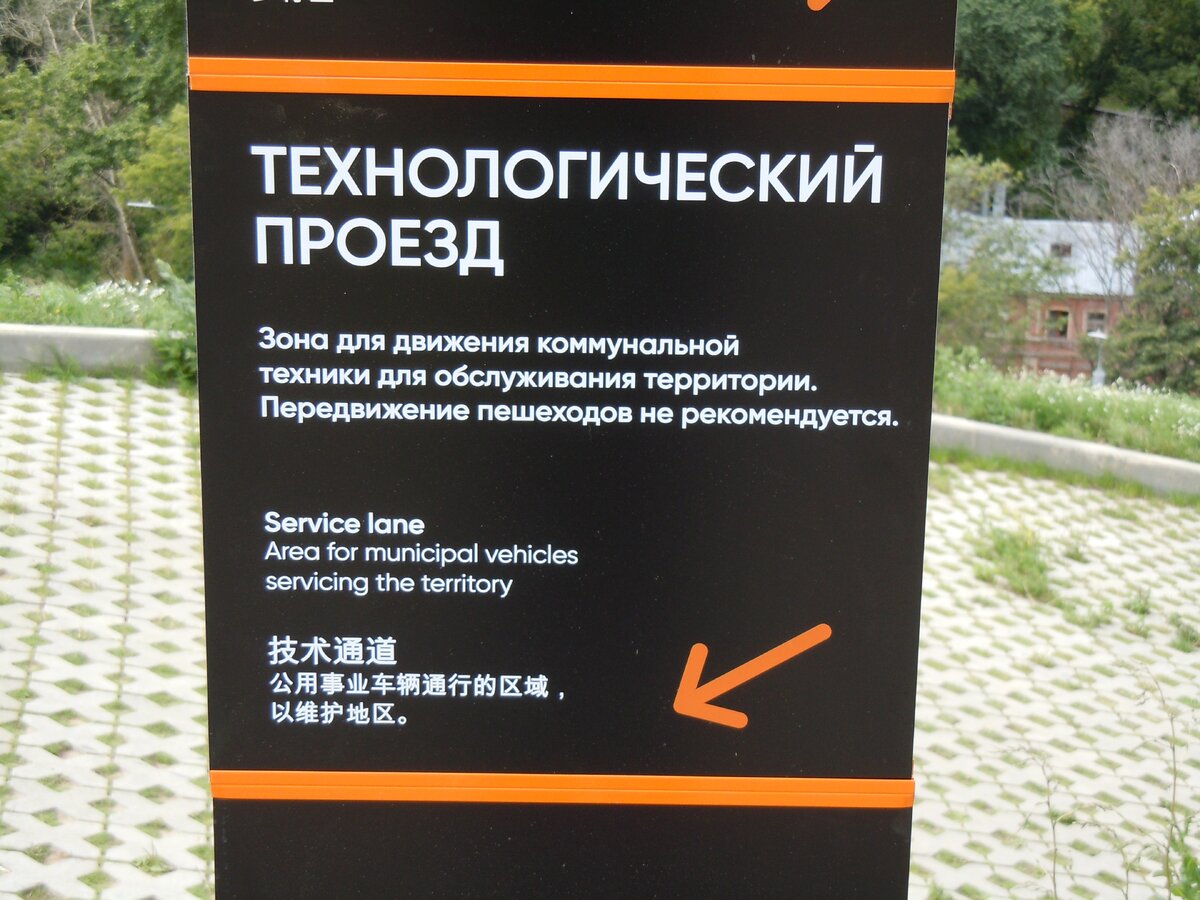 ТЕХНОЛОГИЧЕСКИЙ
ПРОЕЗД
Зона для движения коммунальной
техники для обслуживания территории.
Передвижение пешеходов не рекомендуется.
Service lane
Area for municipal vehicles
servicing the territory
技术通道
公用事业车辆通行的区域，
以维护地区。